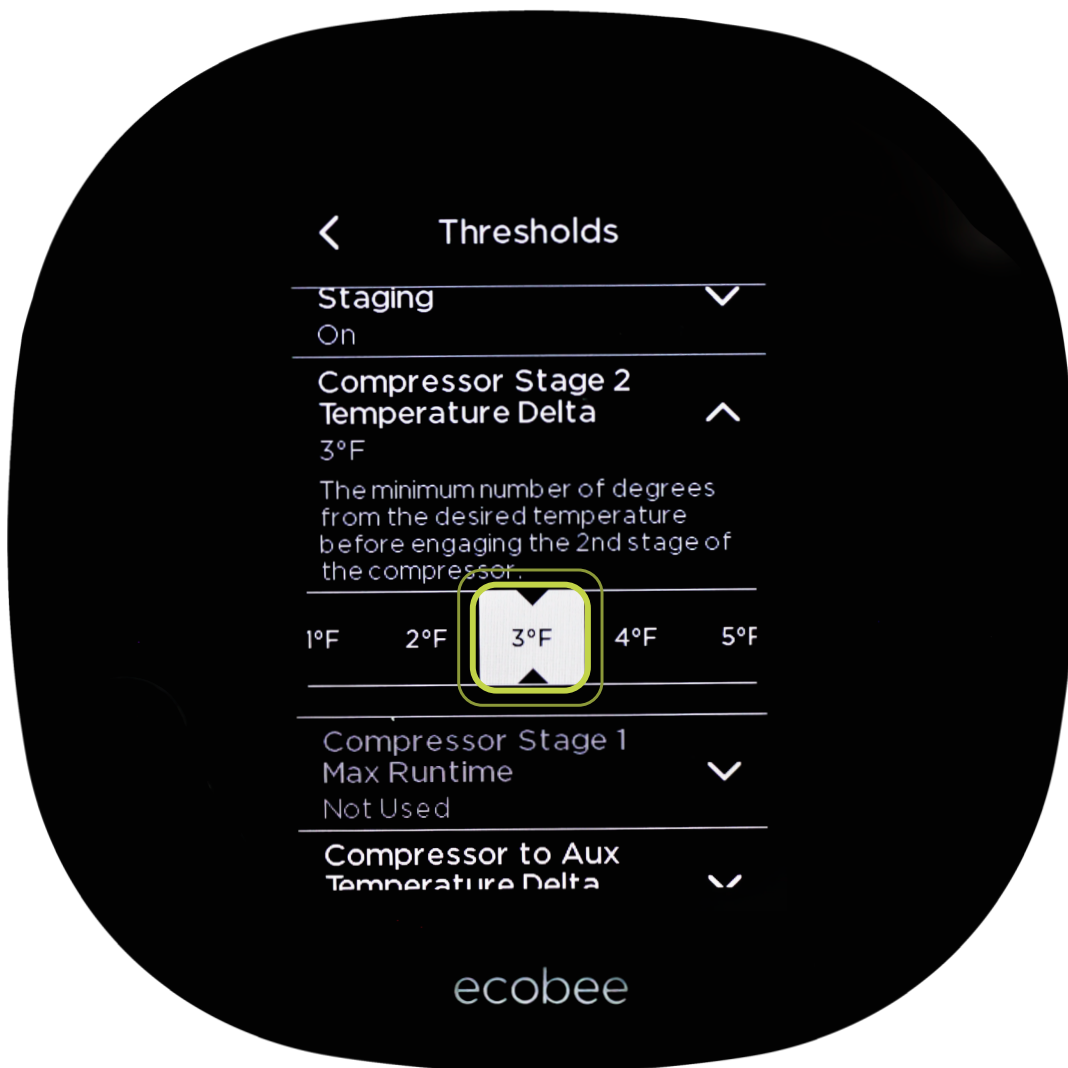 Thresholds
Staging
On
Compressor Stage 2
Temperature Delta
3°F
The minimum number of degrees
from the desired temperature
before engaging the 2nd stage of
the compressor.
1°F 2°F 3°F 4°F 5°F
Compressor Stage 1
Max Runtime
Not Used
Compressor to Aux
Temperature Delta
ecobee